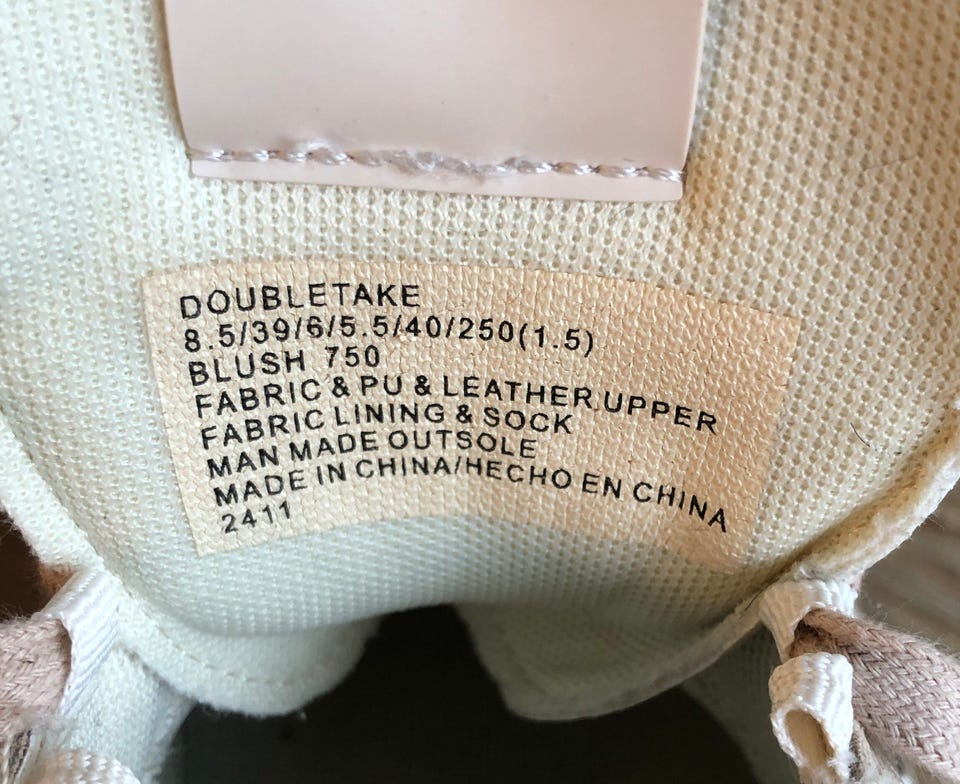 DOUBLETAKE
8.5/39/6/5.5/40/250(1.5)
BLUSH 750
FABRIC & PU & LEATHER UPPER
FABRIC LINING & SOCK
MAN MADE OUTSOLE
MADE IN CHINA/HECHO EN CHINA
2411